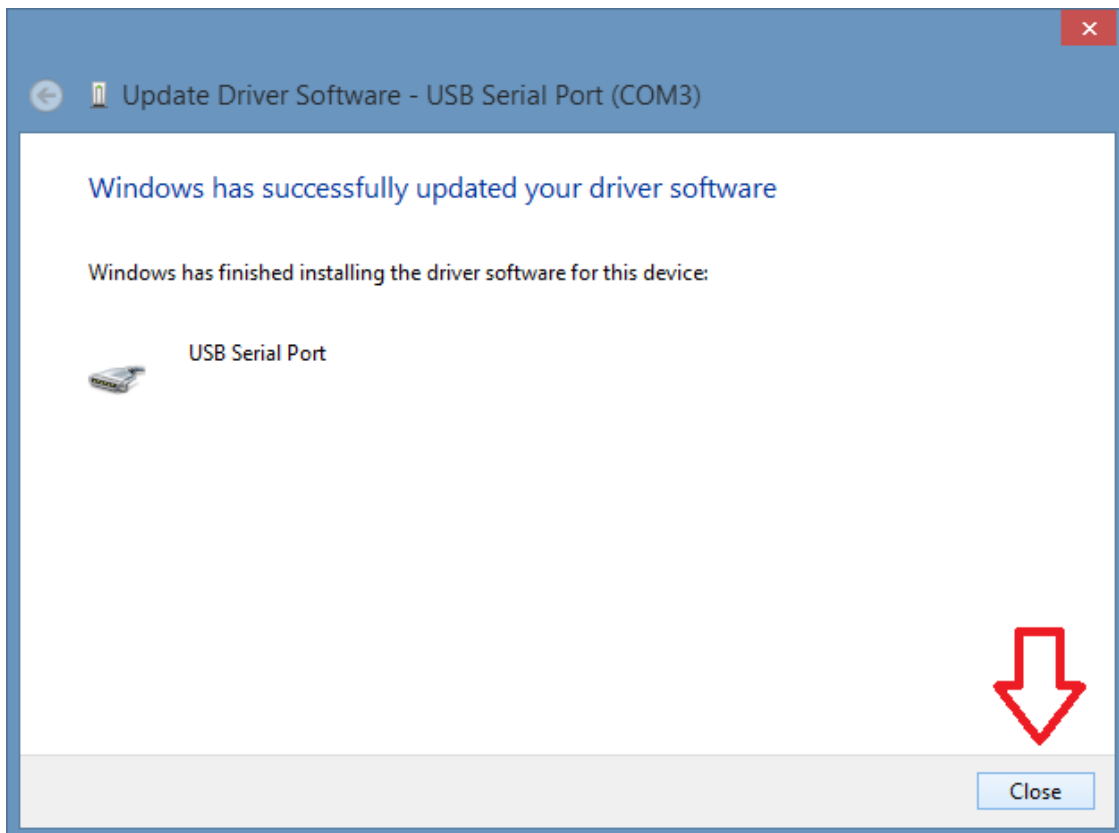 Update Driver Software - USB Serial Port (COM3)
Windows has successfully updated your driver software
Windows has finished installing the driver software for this device:
USB Serial Port
Close